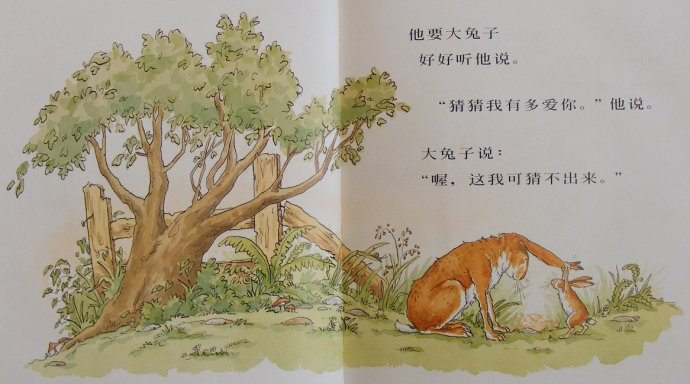 他要大兔子
好好听他说。
“猜猜我有多爱你。”他说。
大兔子说：
“喔，这我可猜不出来。”